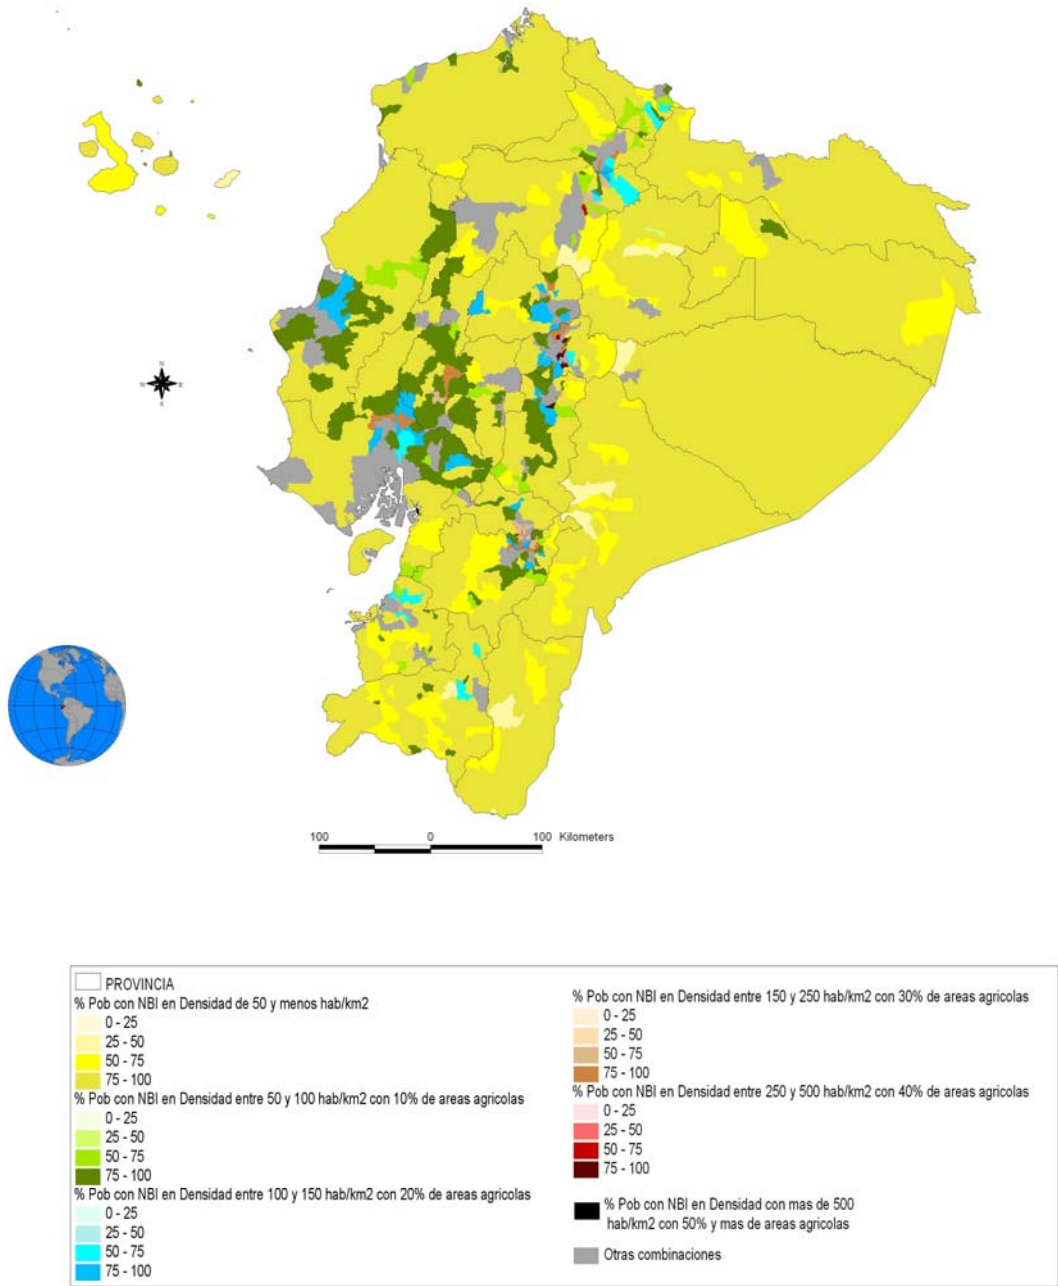 N
S
100 0 100 Kilometers
PROVINCIA
% Pob con NBI en Densidad de 50 y menos hab/km2
0 - 25
25 - 50
50 - 75
75 - 100
% Pob con NBI en Densidad entre 50 y 100 hab/km2 con 10% de areas agricolas
0 - 25
25 - 50
50 - 75
75 - 100
% Pob con NBI en Densidad entre 100 y 150 hab/km2 con 20% de areas agricolas
0 - 25
25 - 50
50 - 75
75 - 100
% Pob con NBI en Densidad entre 150 y 250 hab/km2 con 30% de areas agricolas
0 - 25
25 - 50
50 - 75
75 - 100
% Pob con NBI en Densidad entre 250 y 500 hab/km2 con 40% de areas agricolas
0 - 25
25 - 50
50 - 75
75 - 100
% Pob con NBI en Densidad con mas de 500
hab/km2 con 50% y mas de areas agricolas
Otras combinaciones